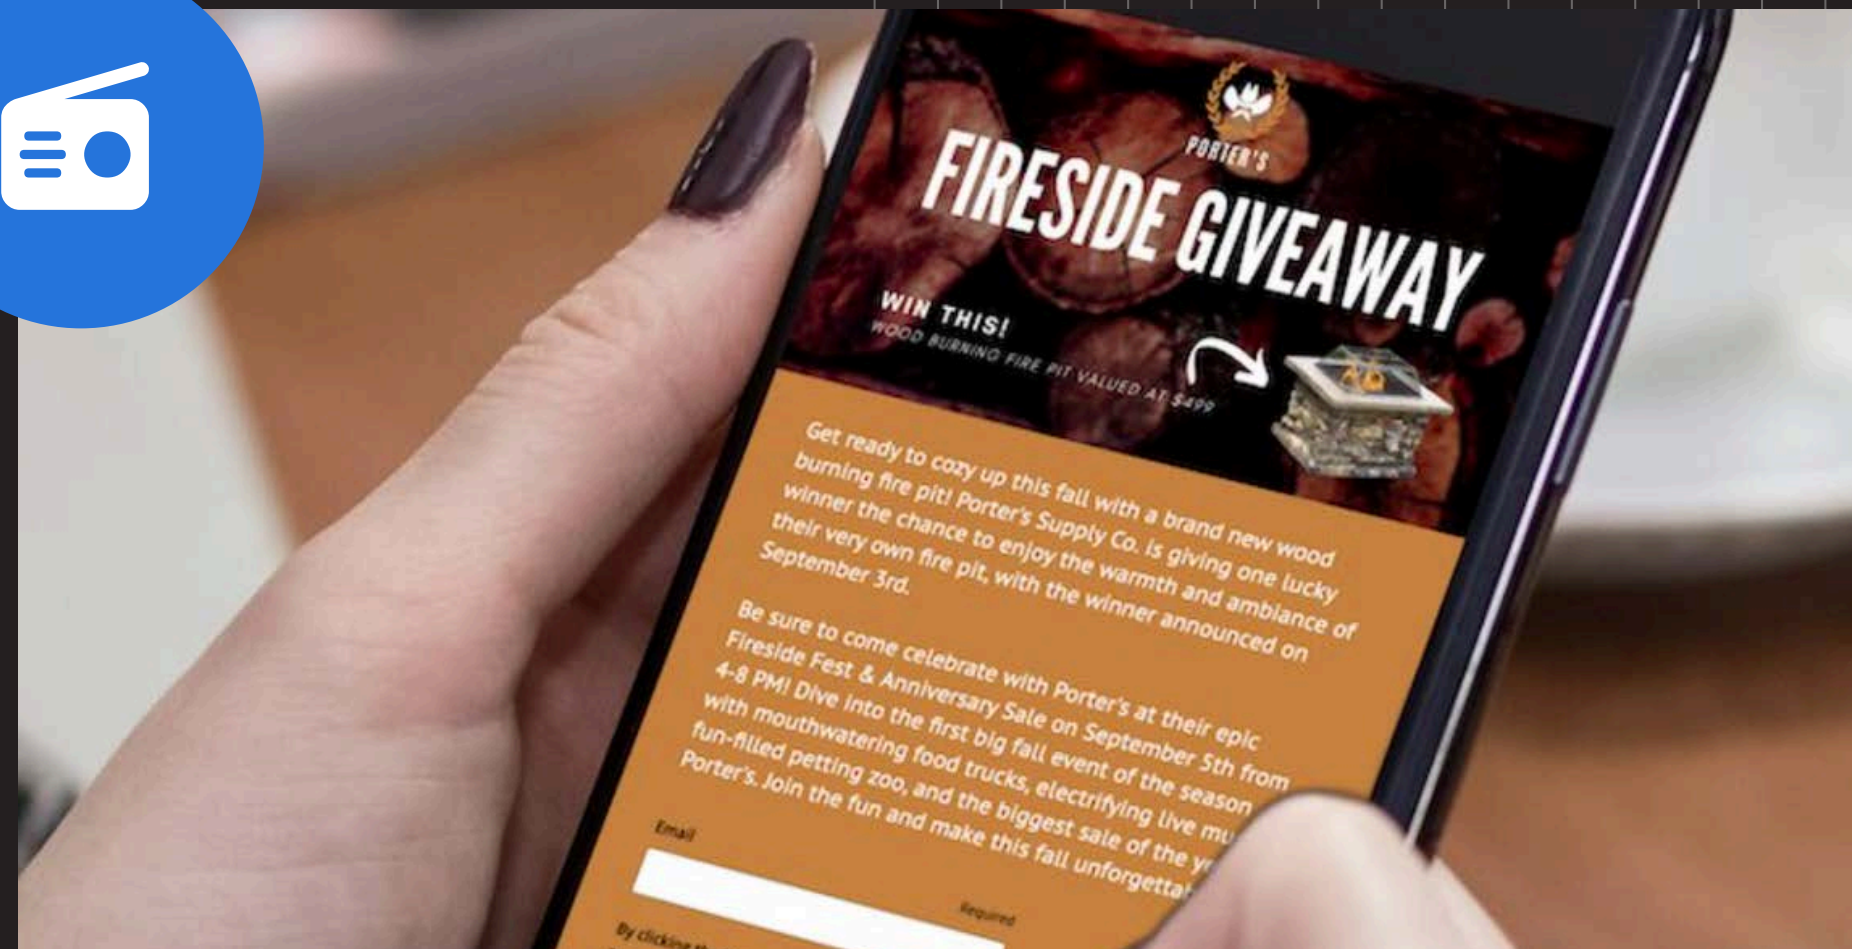 PORTER'S
FIRESIDE GIVEAWAY
WIN THIS!
WOOD BURNING FIRE PIT VALUED AT $499
Get ready to cozy up this fall with a brand new wood
burning fire pit! Porter's Supply Co. is giving one lucky
winner the chance to enjoy the warmth and ambiance of
their very own fire pit, with the winner announced on
September 3rd.
Be sure to come celebrate with Porter's at their epic
Fireside Fest & Anniversary Sale on September 5th from
4-8 PM! Dive into the first big fall event of the season
with mouthwatering food trucks, electrifying live
fun-filled petting zoo, and the biggest sale of the
Porter's. Join the fun and make this fall
Email
Required
By clicking